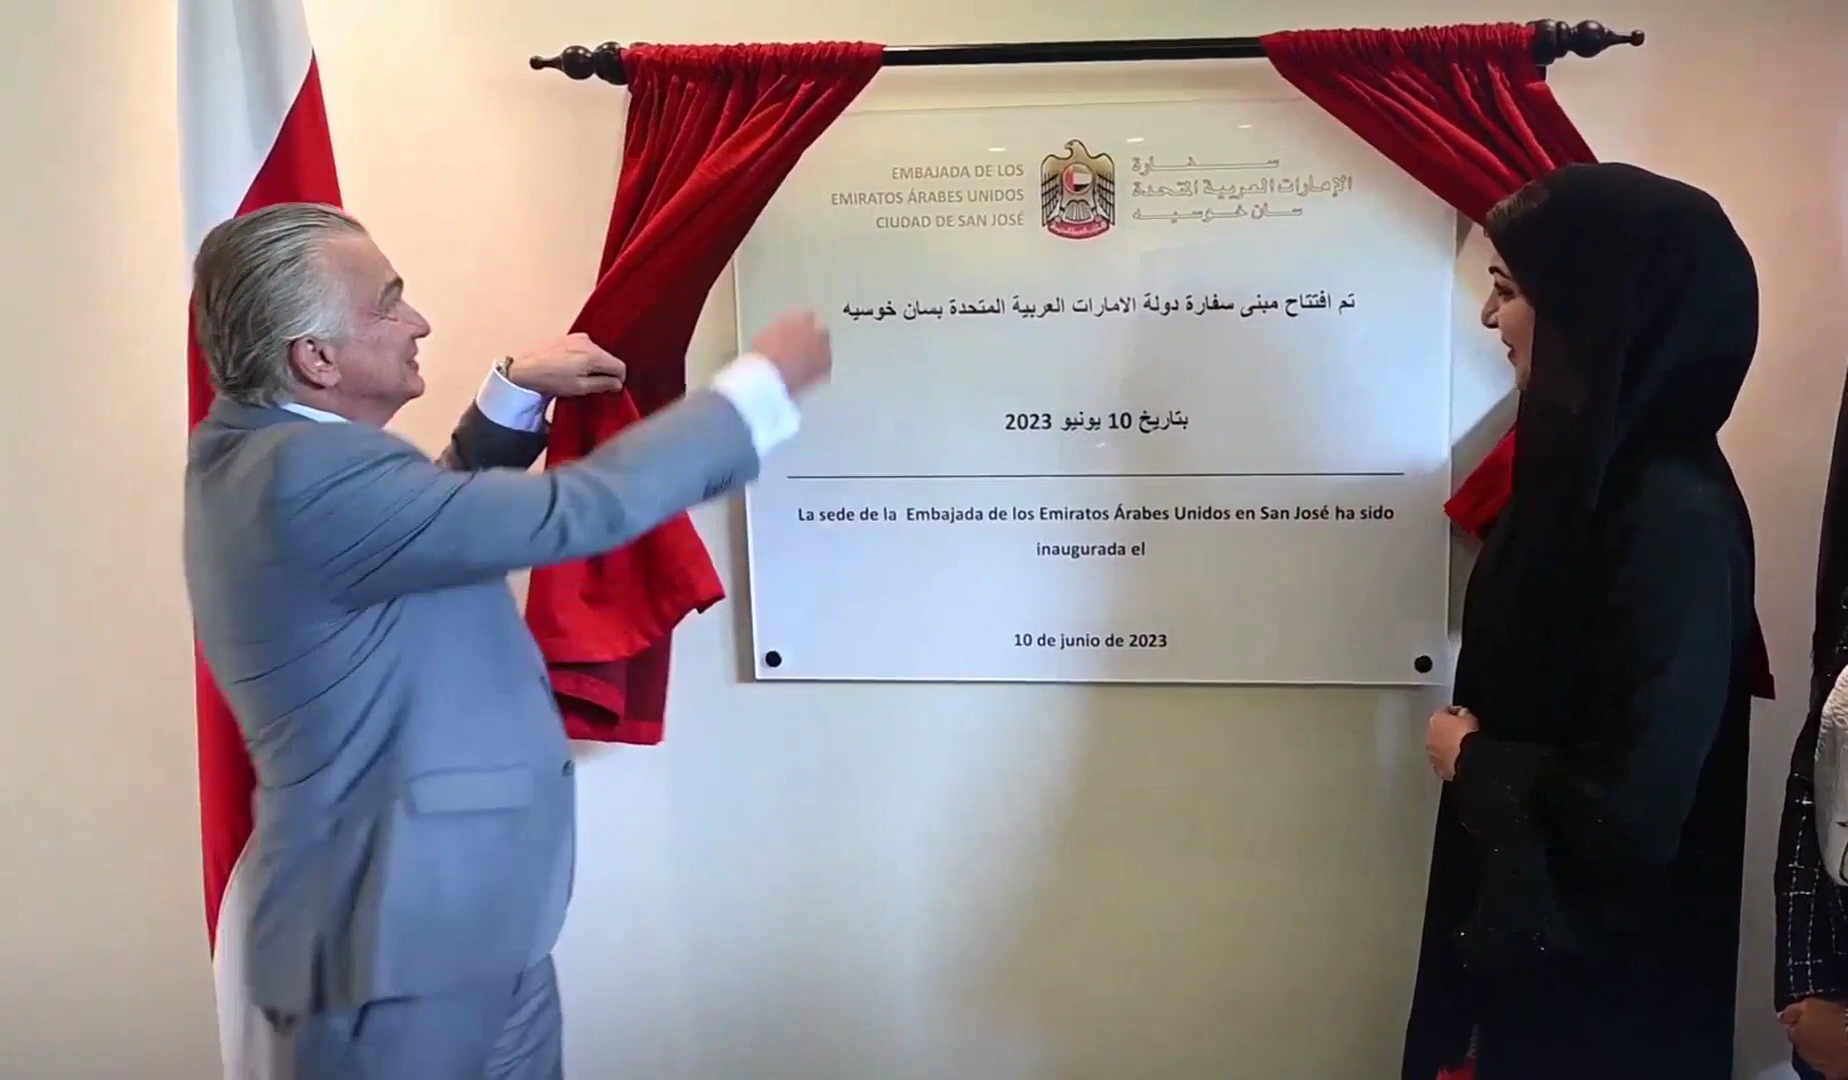 EMBAJADA DE LOS
EMIRATOS ÁRABES UNIDOS
CIUDAD DE SAN JOSÉ
سفارة
الإمارات العربية المتحدة
سان خوسيه
تم افتتاح مبنى سفارة دولة الامارات العربية المتحدة بسان خوسيه
بتاريخ 10 يونيو 2023
La sede de la Embajada de los Emiratos Árabes Unidos en San José ha sido
inaugurada el
10 de junio de 2023